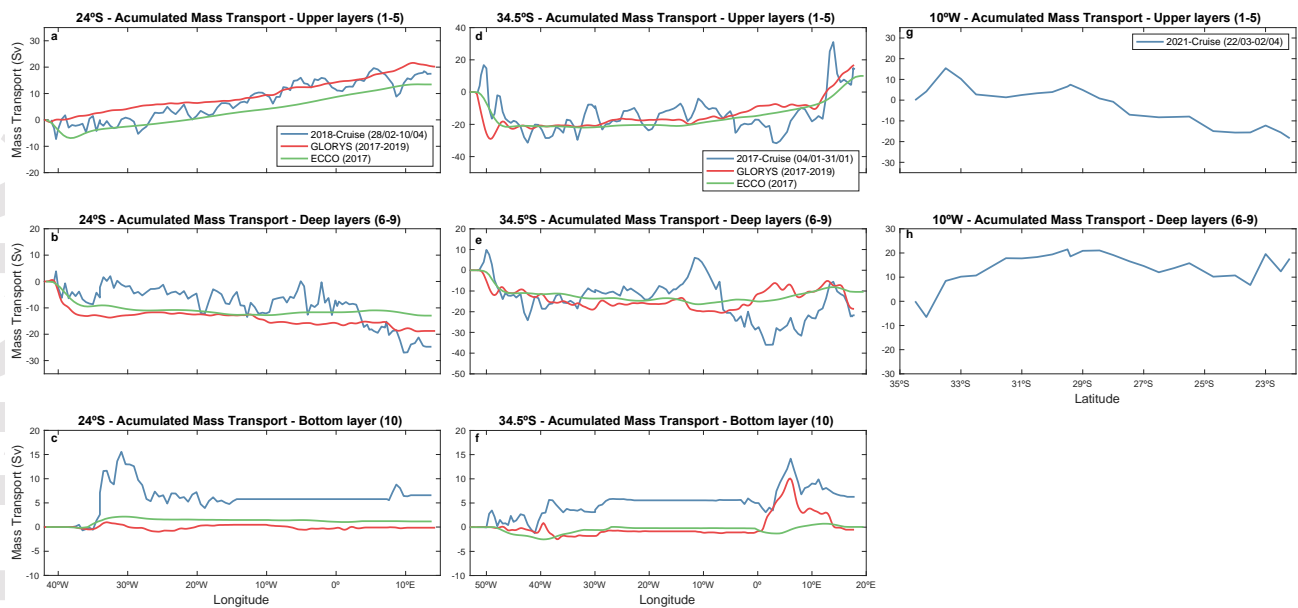 24ºS - Acumulated Mass Transport - Upper layers (1-5)
a
Mass Transport (Sv)
30
20
10
0
-10
-20
2018-Cruise (28/02-10/04)
GLORYS (2017-2019)
ECCO (2017)
34.5ºS - Acumulated Mass Transport - Upper layers (1-5)
d
40
20
0
-20
-40
2017-Cruise (04/01-31/01)
GLORYS (2017-2019)
ECCO (2017)
10ºW - Acumulated Mass Transport - Upper layers (1-5)
g
30
20
10
0
-10
-20
-30
2021-Cruise (22/03-02/04)
24ºS - Acumulated Mass Transport - Deep layers (6-9)
b
Mass Transport (Sv)
20
10
0
-10
-20
-30
34.5ºS - Acumulated Mass Transport - Deep layers (6-9)
e
20
10
0
-10
-20
-30
-40
-50
10ºW - Acumulated Mass Transport - Deep layers (6-9)
h
30
20
10
0
-10
-20
-30
35ºS 33ºS 31ºS 29ºS 27ºS 25ºS 23ºS
Latitude
24ºS - Acumulated Mass Transport - Bottom layer (10)
c
Mass Transport (Sv)
20
15
10
5
0
-5
-10
40ºW 30ºW 20ºW 10ºW 0º 10ºE
Longitude
34.5ºS - Acumulated Mass Transport - Bottom layer (10)
f
20
15
10
5
0
-5
-10
50ºW 40ºW 30ºW 20ºW 10ºW 0º 10ºE 20ºE
Longitude